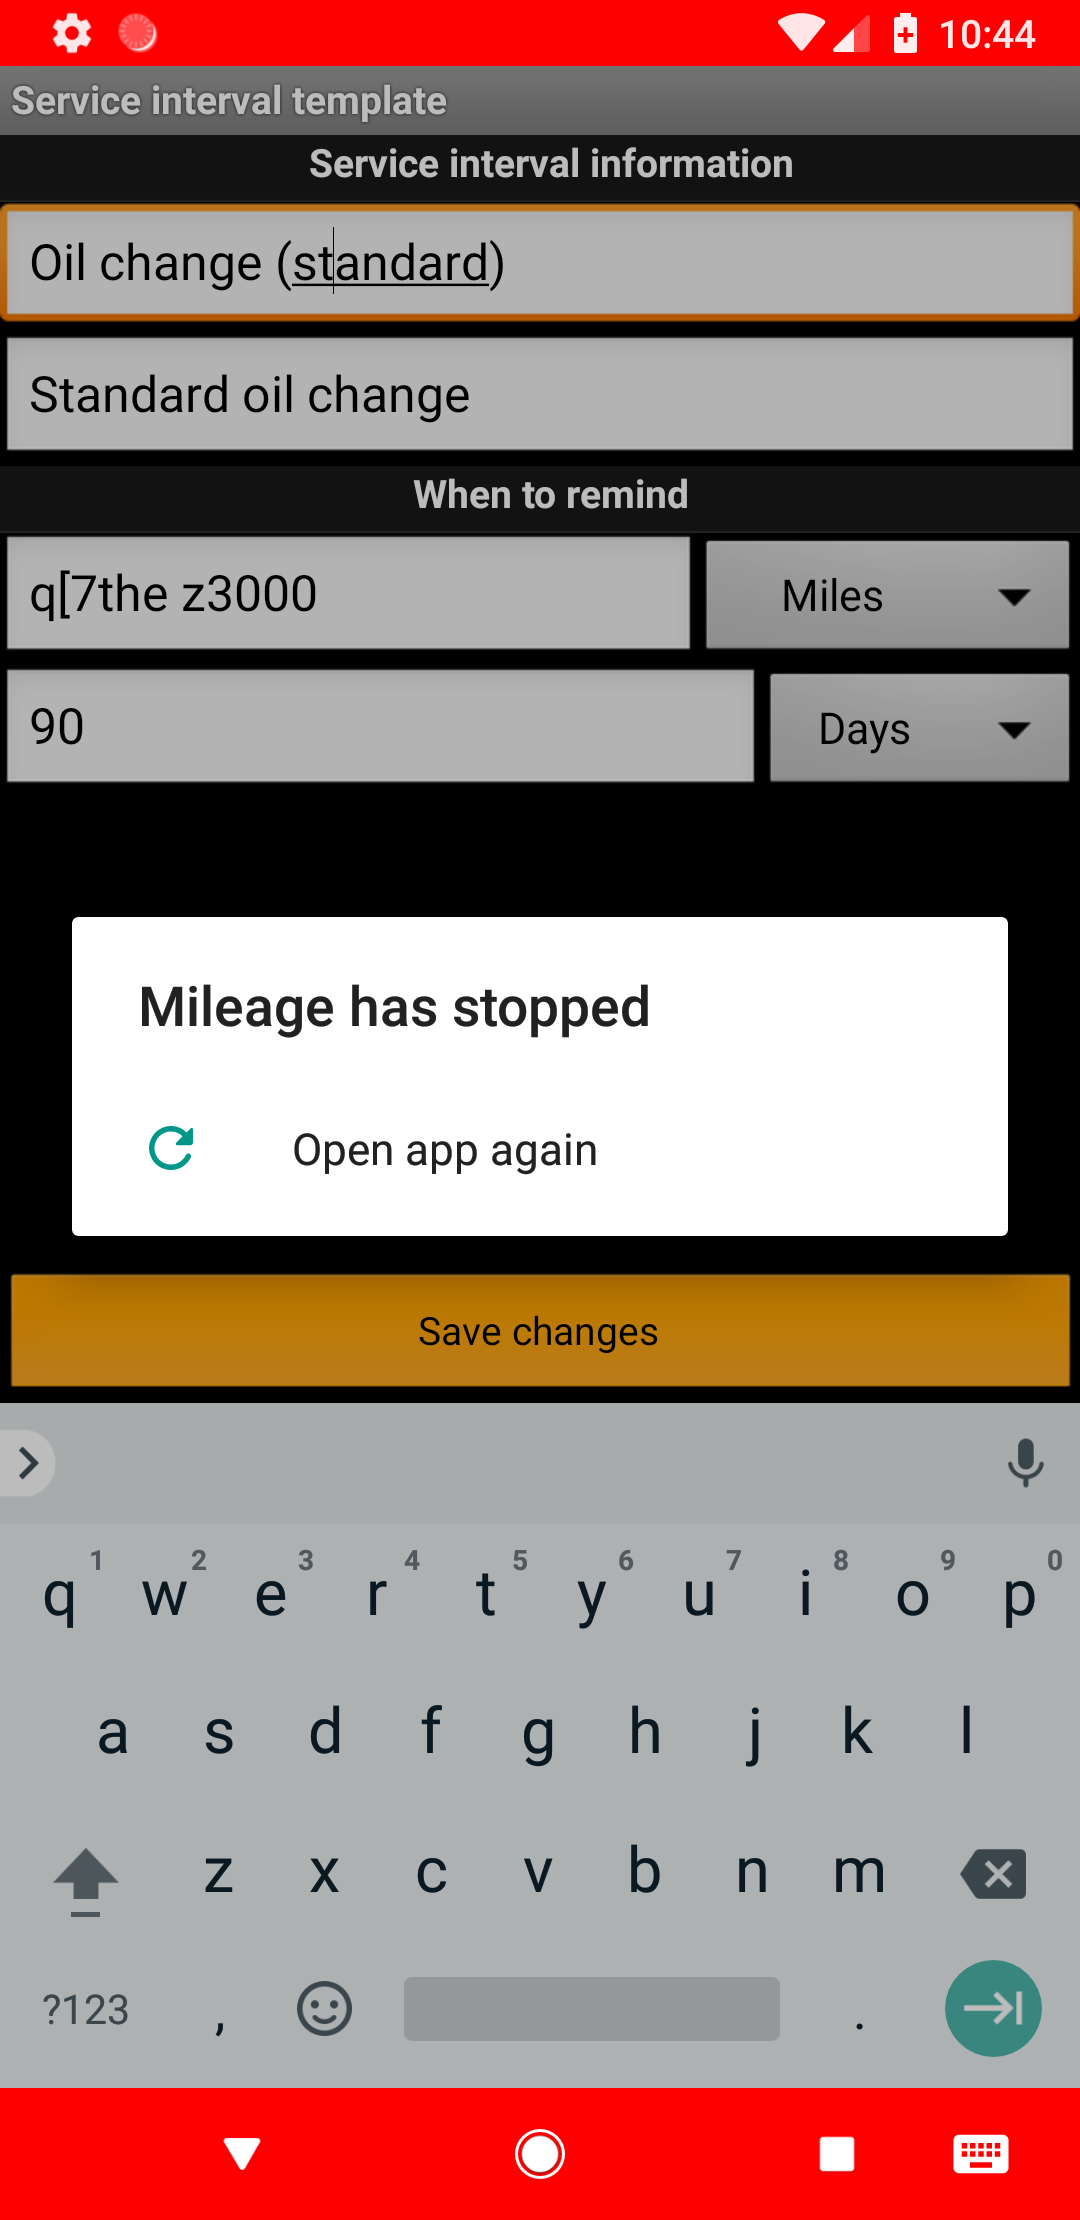 10:44
Service interval template
Service interval information
Oil change (standard)
Standard oil change
When to remind
q[7the z3000
Miles
90
Days
Mileage has stopped
Open app again
Save changes
1 2 3 4 5 6 7 8 9 0
q w e r t y u i o p
a s d f g h j k l
z x c v b n m
?123 , .